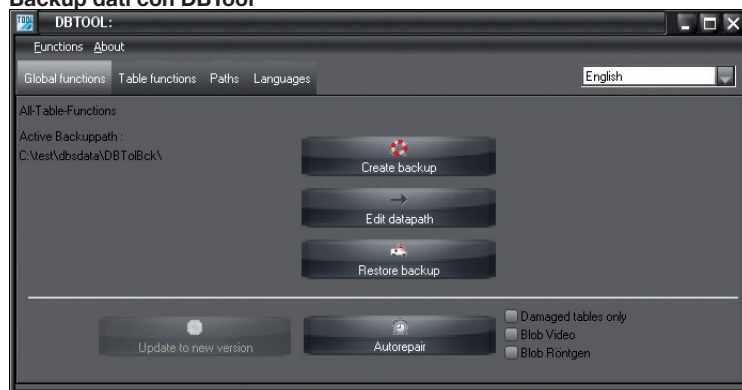 Backup dati con DBTool
TOOL DBTOOL:
Functions About
Global functions Table functions Paths Languages English
All-Table-Functions
Active Backuppath :
C:\test\dbsdata\DBTolBck\
Create backup
Edit datapath
Restore backup
Update to new version
Autorepair
Damaged tables only
Blob Video
Blob Röntgen